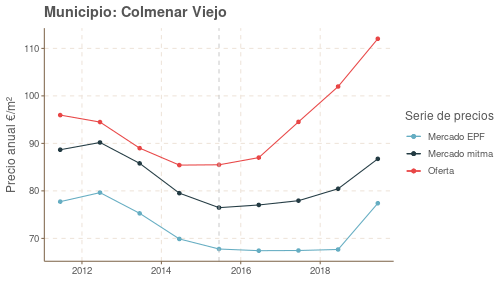 Municipio: Colmenar Viejo
Precio anual €/m²
110
100
90
80
70
2012
2014
2016
2018
Serie de precios
Mercado EPF
Mercado mitma
Oferta